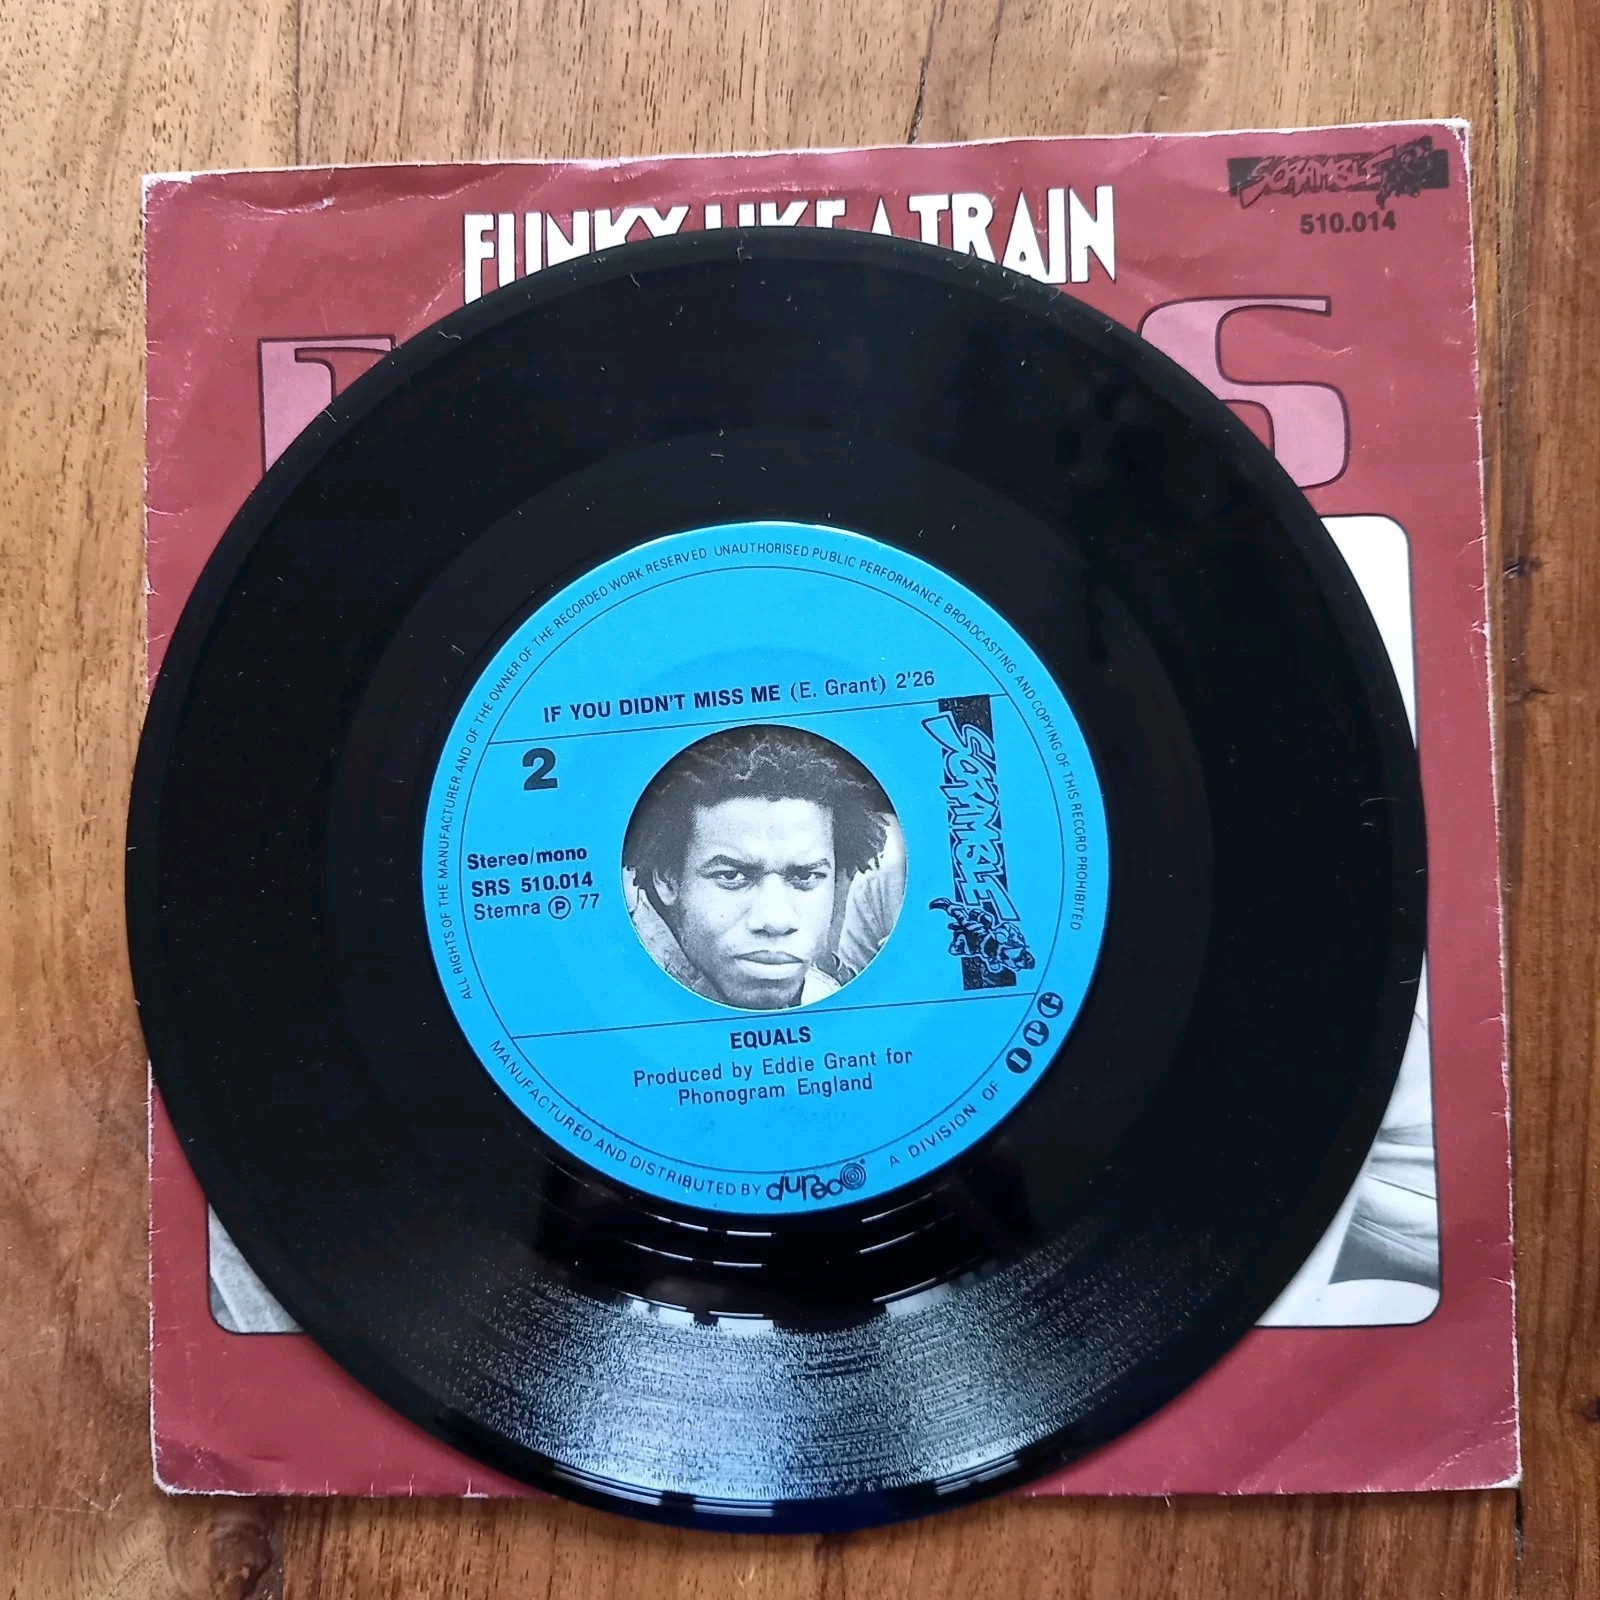 FUNKY LIKE A TRAIN
SCRAMBLE
510.014
S
ALL RIGHTS OF THE MANUFACTURER AND OF THE OWNER OF THE RECORDED WORK RESERVED UNAUTHORISED PUBLIC PERFORMANCE BROADCASTING AND COPYING OF THIS RECORD PROHIBITED
IF YOU DIDN'T MISS ME (E. Grant) 2'26
2
SCRAMBLE
Stereo/mono
SRS 510.014
Stemra Ⓟ 77
EQUALS
Produced by Eddie Grant for
Phonogram England
MANUFACTURED AND DISTRIBUTED BY dureco A DIVISION OF IPG